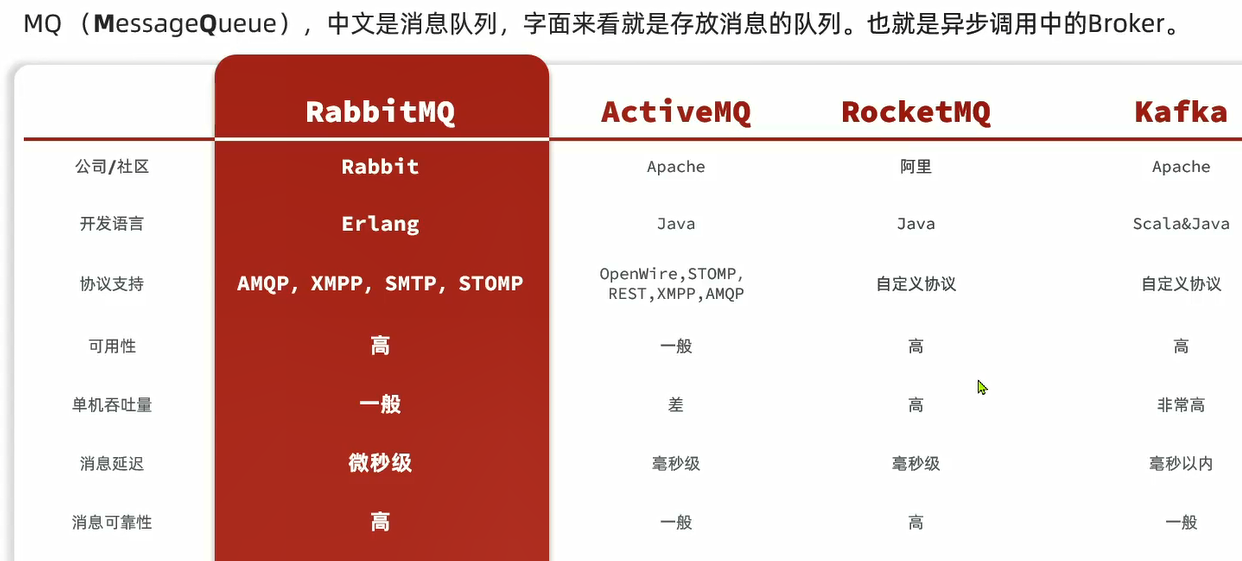 MQ（MessageQueue），中文是消息队列，字面来看就是存放消息的队列。也就是异步调用中的Broker。
RabbitMQ ActiveMQ RocketMQ Kafka
公司/社区 Rabbit Apache 阿里 Apache
开发语言 Erlang Java Java Scala&Java
协议支持 AMQP, XMPP, SMTP, STOMP OpenWire,STOMP, 自定义协议 自定义协议
REST,XMPP,AMQP
可用性 高 一般 高 高
单机吞吐量 一般 差 高 非常高
消息延迟 微秒级 毫秒级 毫秒级 毫秒以内
消息可靠性 高 一般 高 一般